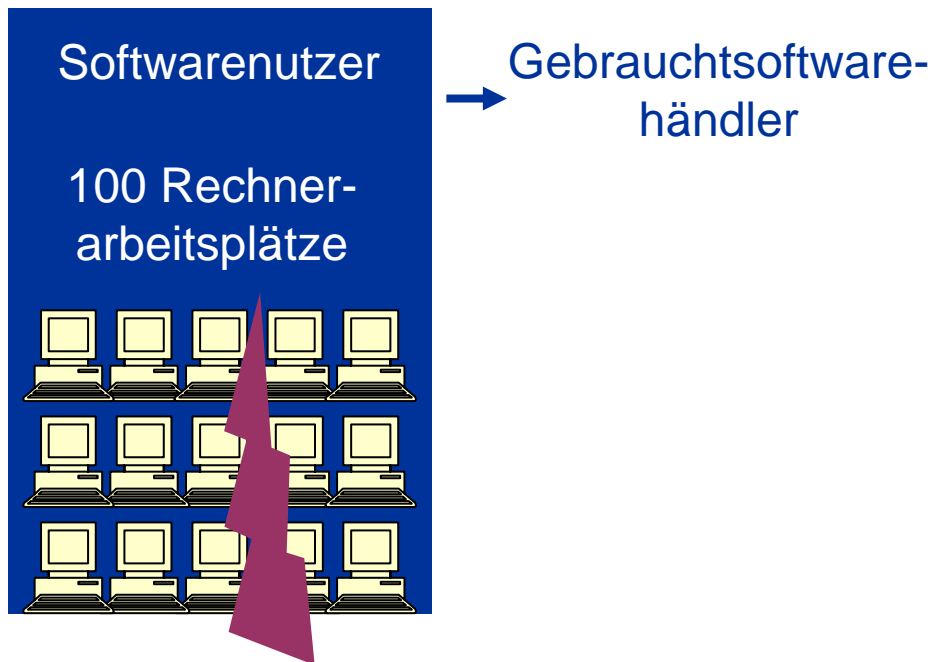 Softwarenutzer
100 Rechner-
arbeitsplätze
Gebrauchtsoftware-
händler